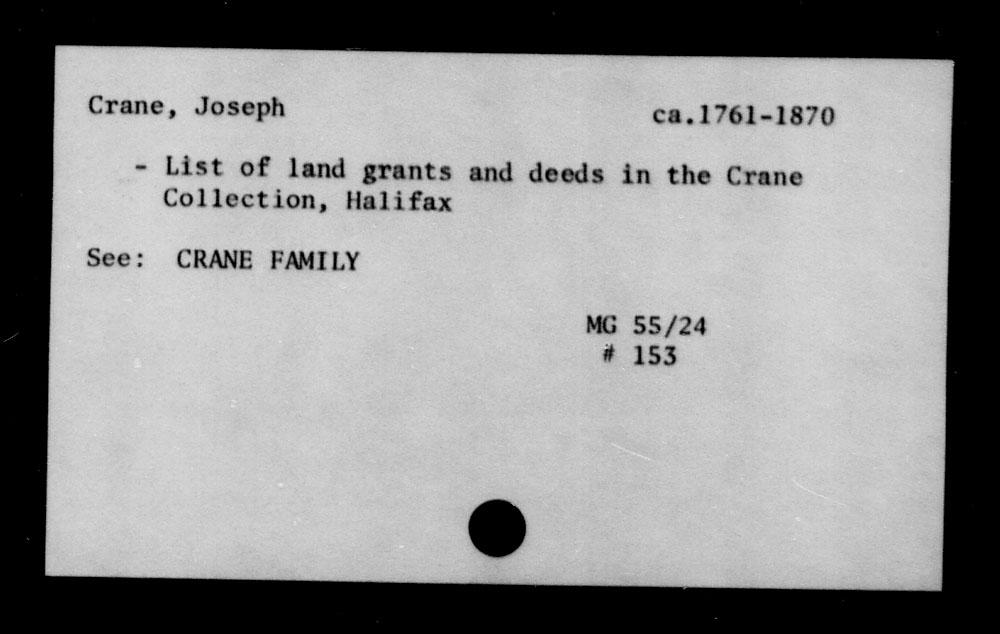 Crane, Joseph ca.1761-1870
- List of land grants and deeds in the Crane
Collection, Halifax
See: CRANE FAMILY
MG 55/24
# 153